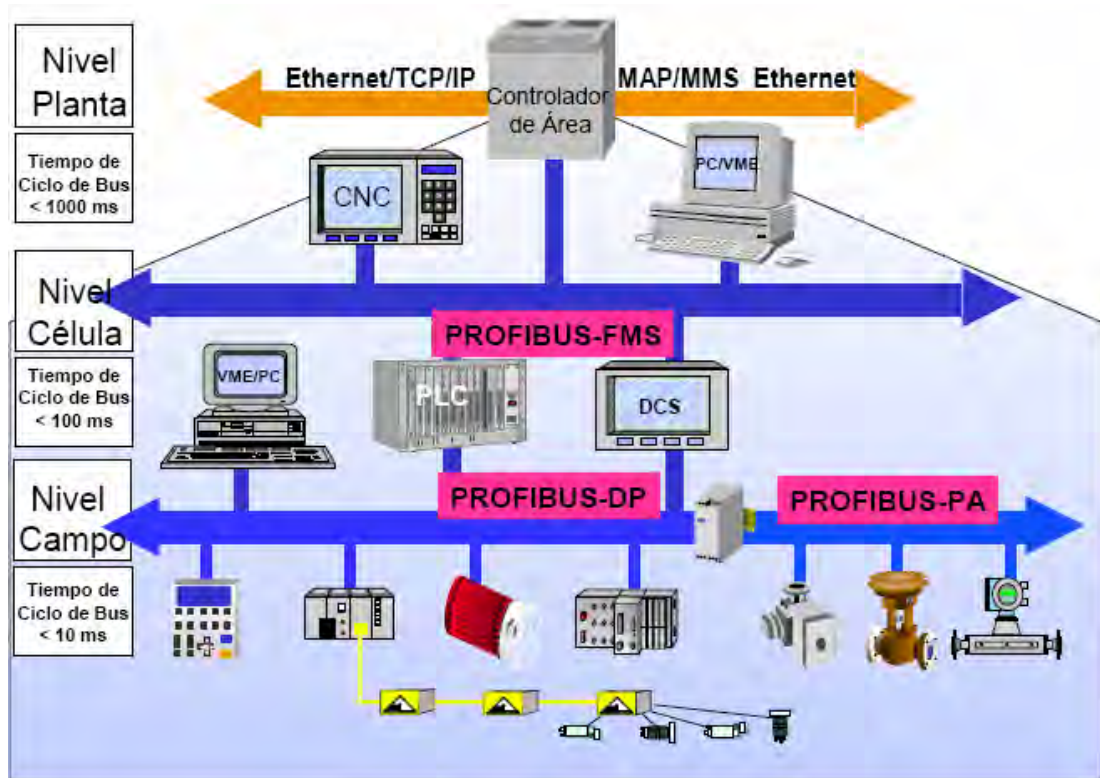 Nivel
Planta
Ethernet/TCP/IP
MAP/MMS Ethernet
Controlador
de Área
Tiempo de
Ciclo de Bus
< 1000 ms
CNC
PC/VME
Nivel
Célula
PROFIBUS-FMS
Tiempo de
Ciclo de Bus
< 100 ms
VME/PC
PLC
DCS
Nivel
Campo
PROFIBUS-DP
PROFIBUS-PA
Tiempo de
Ciclo de Bus
< 10 ms